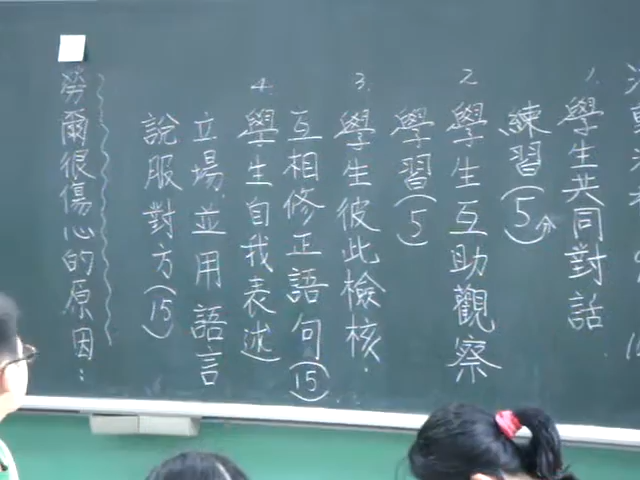 1. 學生共同對話
練習(5)
2. 學生互助觀察
學習(5)
3. 學生彼此檢核
互相修正語句(15)
4. 學生自我表述
立場並用語言
說服對方(15)
勞爾很傷心的原因: